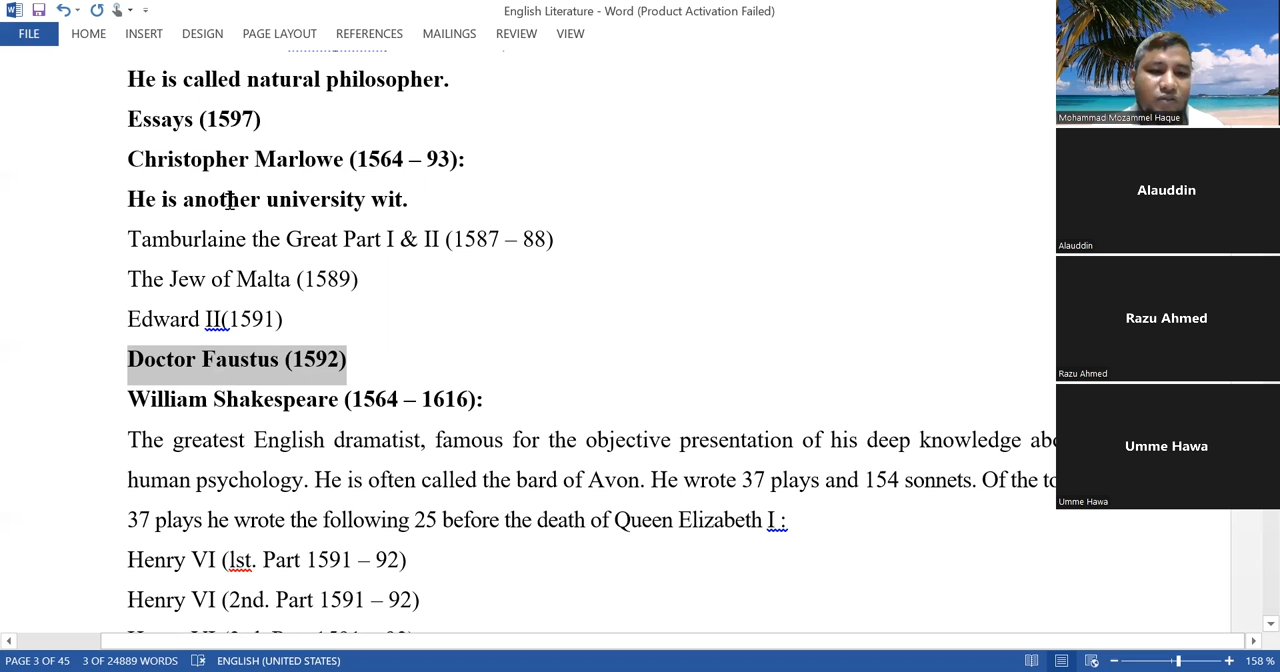 English Literature - Word (Product Activation Failed)
FILE HOME INSERT DESIGN PAGE LAYOUT REFERENCES MAILINGS REVIEW VIEW
He is called natural philosopher.
Essays (1597)
Christopher Marlowe (1564 – 93):
He is another university wit.
Tamburlaine the Great Part I & II (1587 – 88)
The Jew of Malta (1589)
Edward II(1591)
Doctor Faustus (1592)
William Shakespeare (1564 – 1616):
The greatest English dramatist, famous for the objective presentation of his deep knowledge
human psychology. He is often called the bard of Avon. He wrote 37 plays and 154 sonnets. Of the
37 plays he wrote the following 25 before the death of Queen Elizabeth I :
Henry VI (lst. Part 1591 – 92)
Henry VI (2nd. Part 1591 – 92)
PAGE 3 OF 45 3 OF 24889 WORDS ENGLISH (UNITED STATES) 158 %
Mohammad Mozammel Haque
Alauddin
Alauddin
Razu Ahmed
Razu Ahmed
Umme Hawa
Umme Hawa